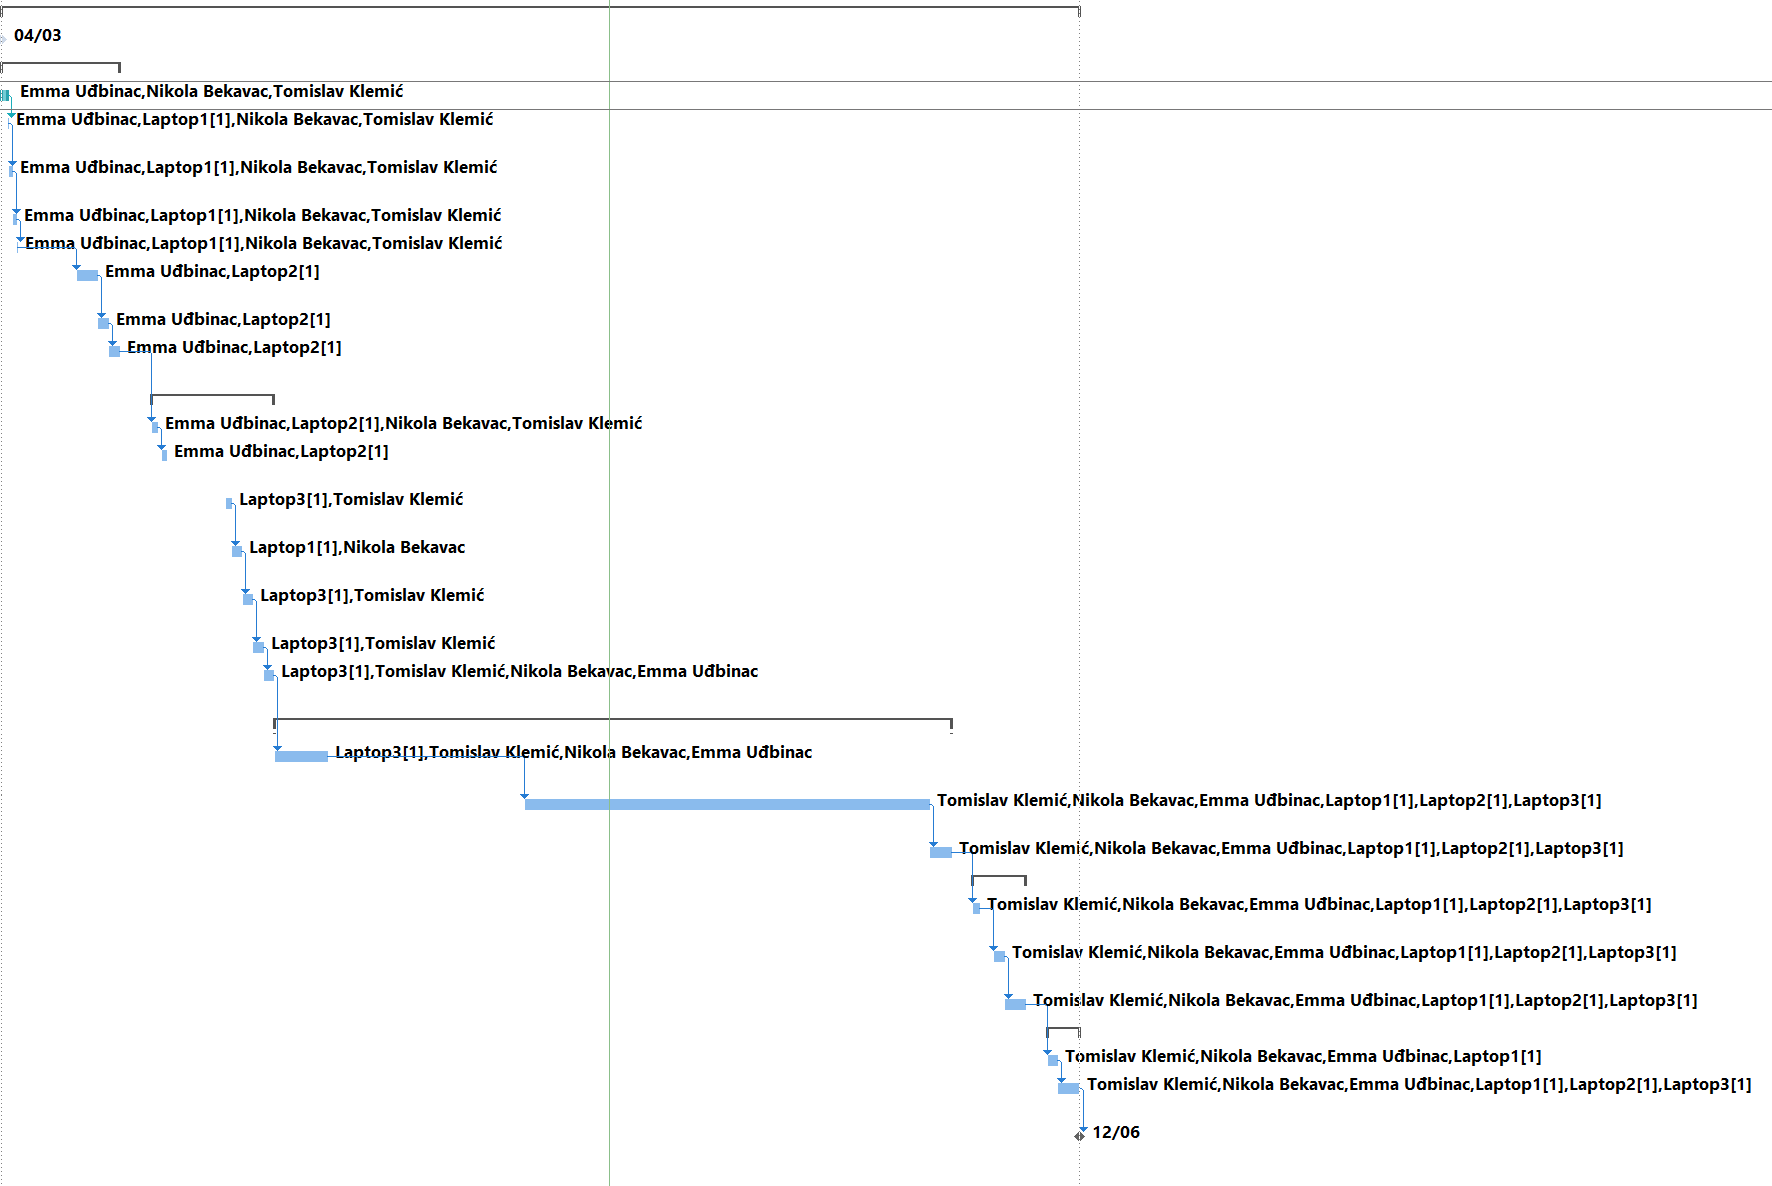 04/03
Emma Uđbinac,Nikola Bekavac,Tomislav Klemić
Emma Uđbinac,Laptop1[1],Nikola Bekavac,Tomislav Klemić
Emma Uđbinac,Laptop1[1],Nikola Bekavac,Tomislav Klemić
Emma Uđbinac,Laptop1[1],Nikola Bekavac,Tomislav Klemić
Emma Uđbinac,Laptop1[1],Nikola Bekavac,Tomislav Klemić
Emma Uđbinac,Laptop2[1]
Emma Uđbinac,Laptop2[1]
Emma Uđbinac,Laptop2[1]
Emma Uđbinac,Laptop2[1],Nikola Bekavac,Tomislav Klemić
Emma Uđbinac,Laptop2[1]
Laptop3[1],Tomislav Klemić
Laptop1[1],Nikola Bekavac
Laptop3[1],Tomislav Klemić
Laptop3[1],Tomislav Klemić
Laptop3[1],Tomislav Klemić,Nikola Bekavac,Emma Uđbinac
Laptop3[1],Tomislav Klemić,Nikola Bekavac,Emma Uđbinac
Tomislav Klemić,Nikola Bekavac,Emma Uđbinac,Laptop1[1],Laptop2[1],Laptop3[1]
Tomislav Klemić,Nikola Bekavac,Emma Uđbinac,Laptop1[1],Laptop2[1],Laptop3[1]
Tomislav Klemić,Nikola Bekavac,Emma Uđbinac,Laptop1[1],Laptop2[1],Laptop3[1]
Tomislav Klemić,Nikola Bekavac,Emma Uđbinac,Laptop1[1],Laptop2[1],Laptop3[1]
Tomislav Klemić,Nikola Bekavac,Emma Uđbinac,Laptop1[1],Laptop2[1],Laptop3[1]
Tomislav Klemić,Nikola Bekavac,Emma Uđbinac,Laptop1[1]
Tomislav Klemić,Nikola Bekavac,Emma Uđbinac,Laptop1[1],Laptop2[1],Laptop3[1]
12/06